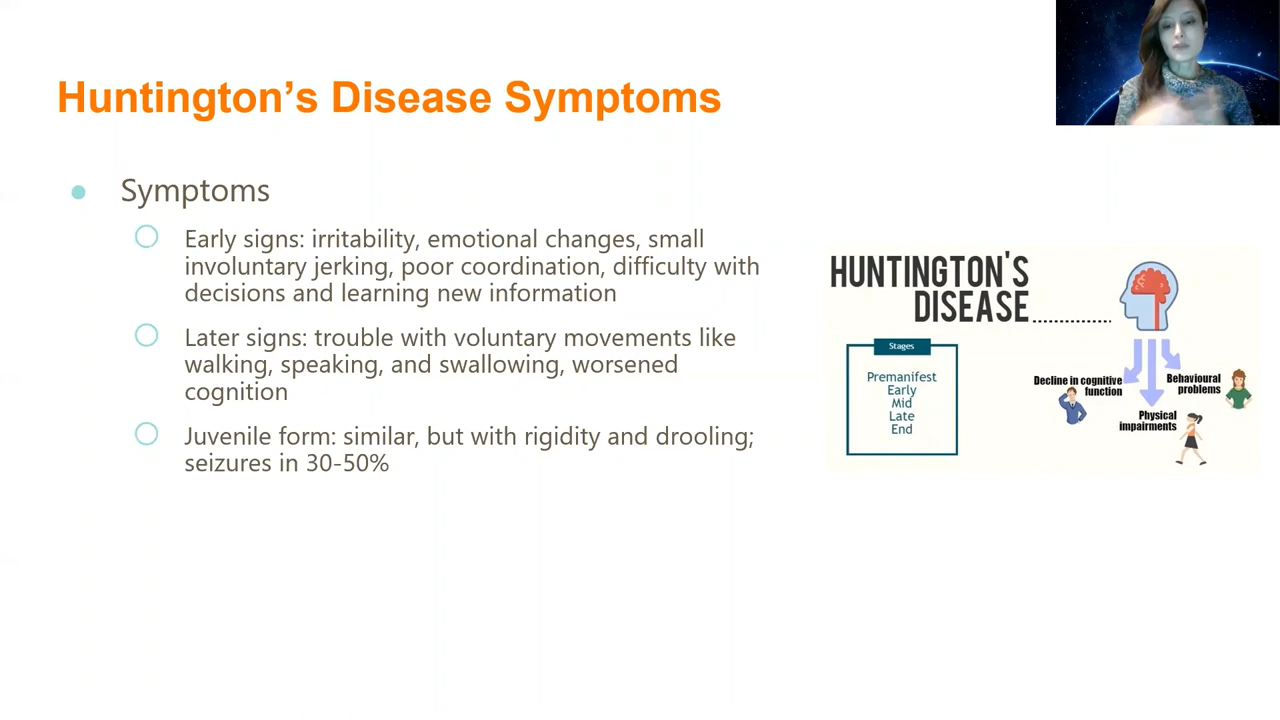 Huntington’s Disease Symptoms
Symptoms
Early signs: irritability, emotional changes, small
involuntary jerking, poor coordination, difficulty with
decisions and learning new information
Later signs: trouble with voluntary movements like
walking, speaking, and swallowing, worsened
cognition
Juvenile form: similar, but with rigidity and drooling;
seizures in 30-50%
HUNTINGTON'S
DISEASE
Stages
Premanifest
Early
Mid
Late
End
Decline in cognitive
function
Behavioural
problems
Physical
impairments